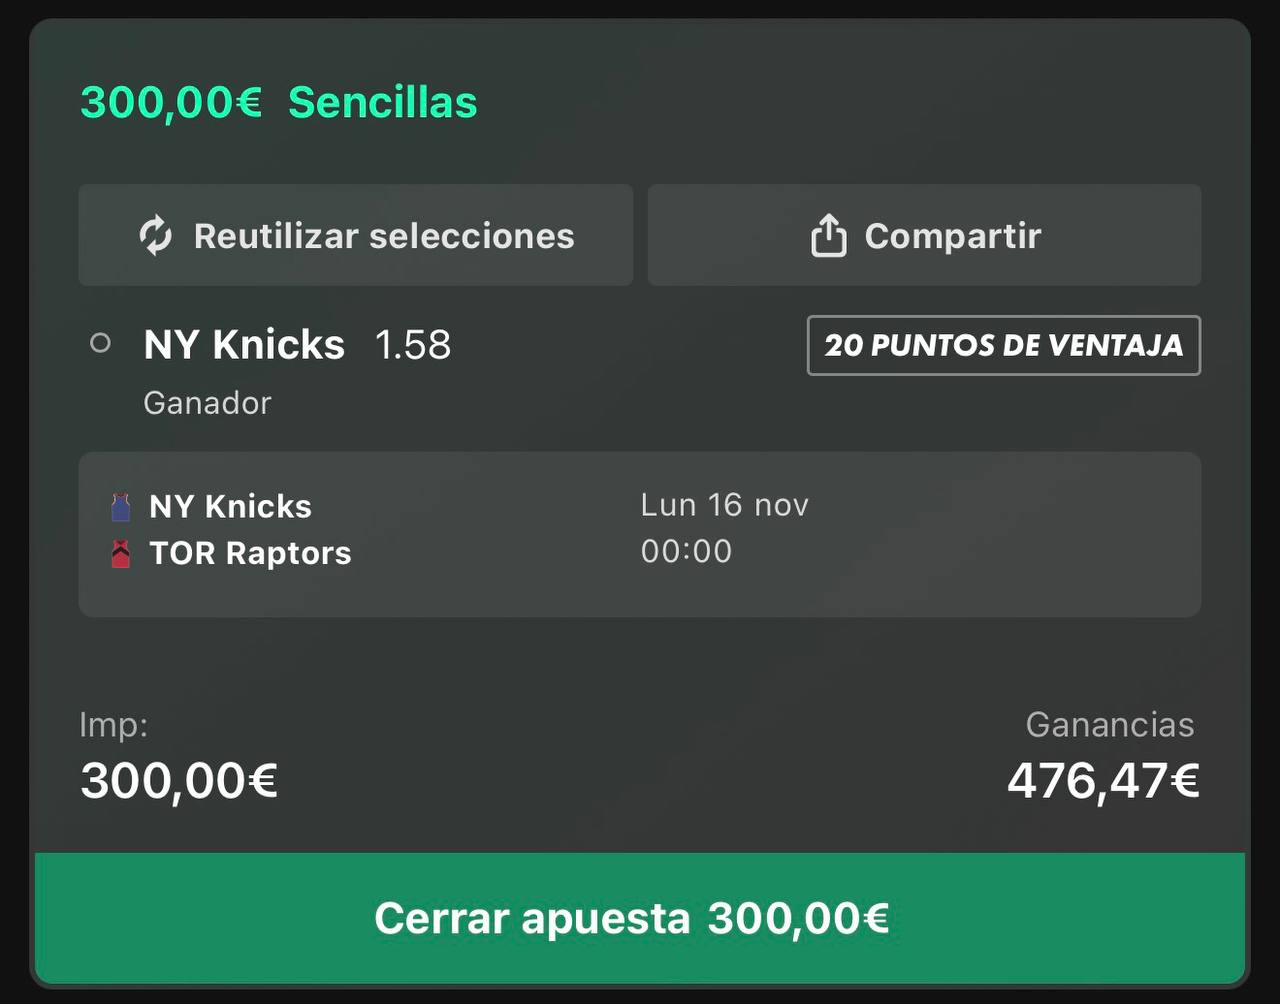 300,00€ Sencillas
Reutilizar selecciones
Compartir
NY Knicks 1.58
20 PUNTOS DE VENTAJA
Ganador
NY Knicks
Lun 16 nov
TOR Raptors
00:00
Imp:
Ganancias
300,00€
476,47€
Cerrar apuesta 300,00€